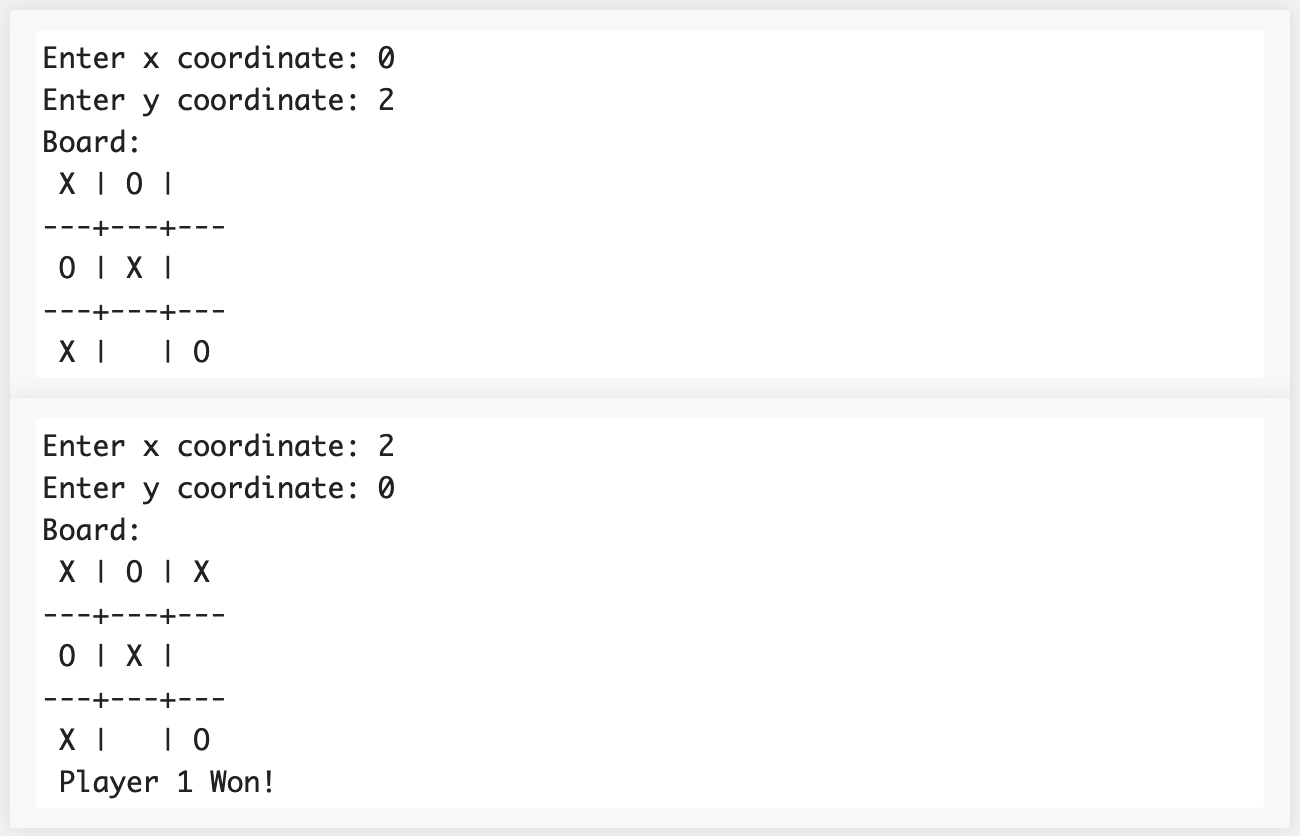 Enter x coordinate: 0
Enter y coordinate: 2
Board:
 X | O |
---+---+---
 O | X |
---+---+---
 X |   | O
Enter x coordinate: 2
Enter y coordinate: 0
Board:
 X | O | X
---+---+---
 O | X |
---+---+---
 X |   | O
 Player 1 Won!